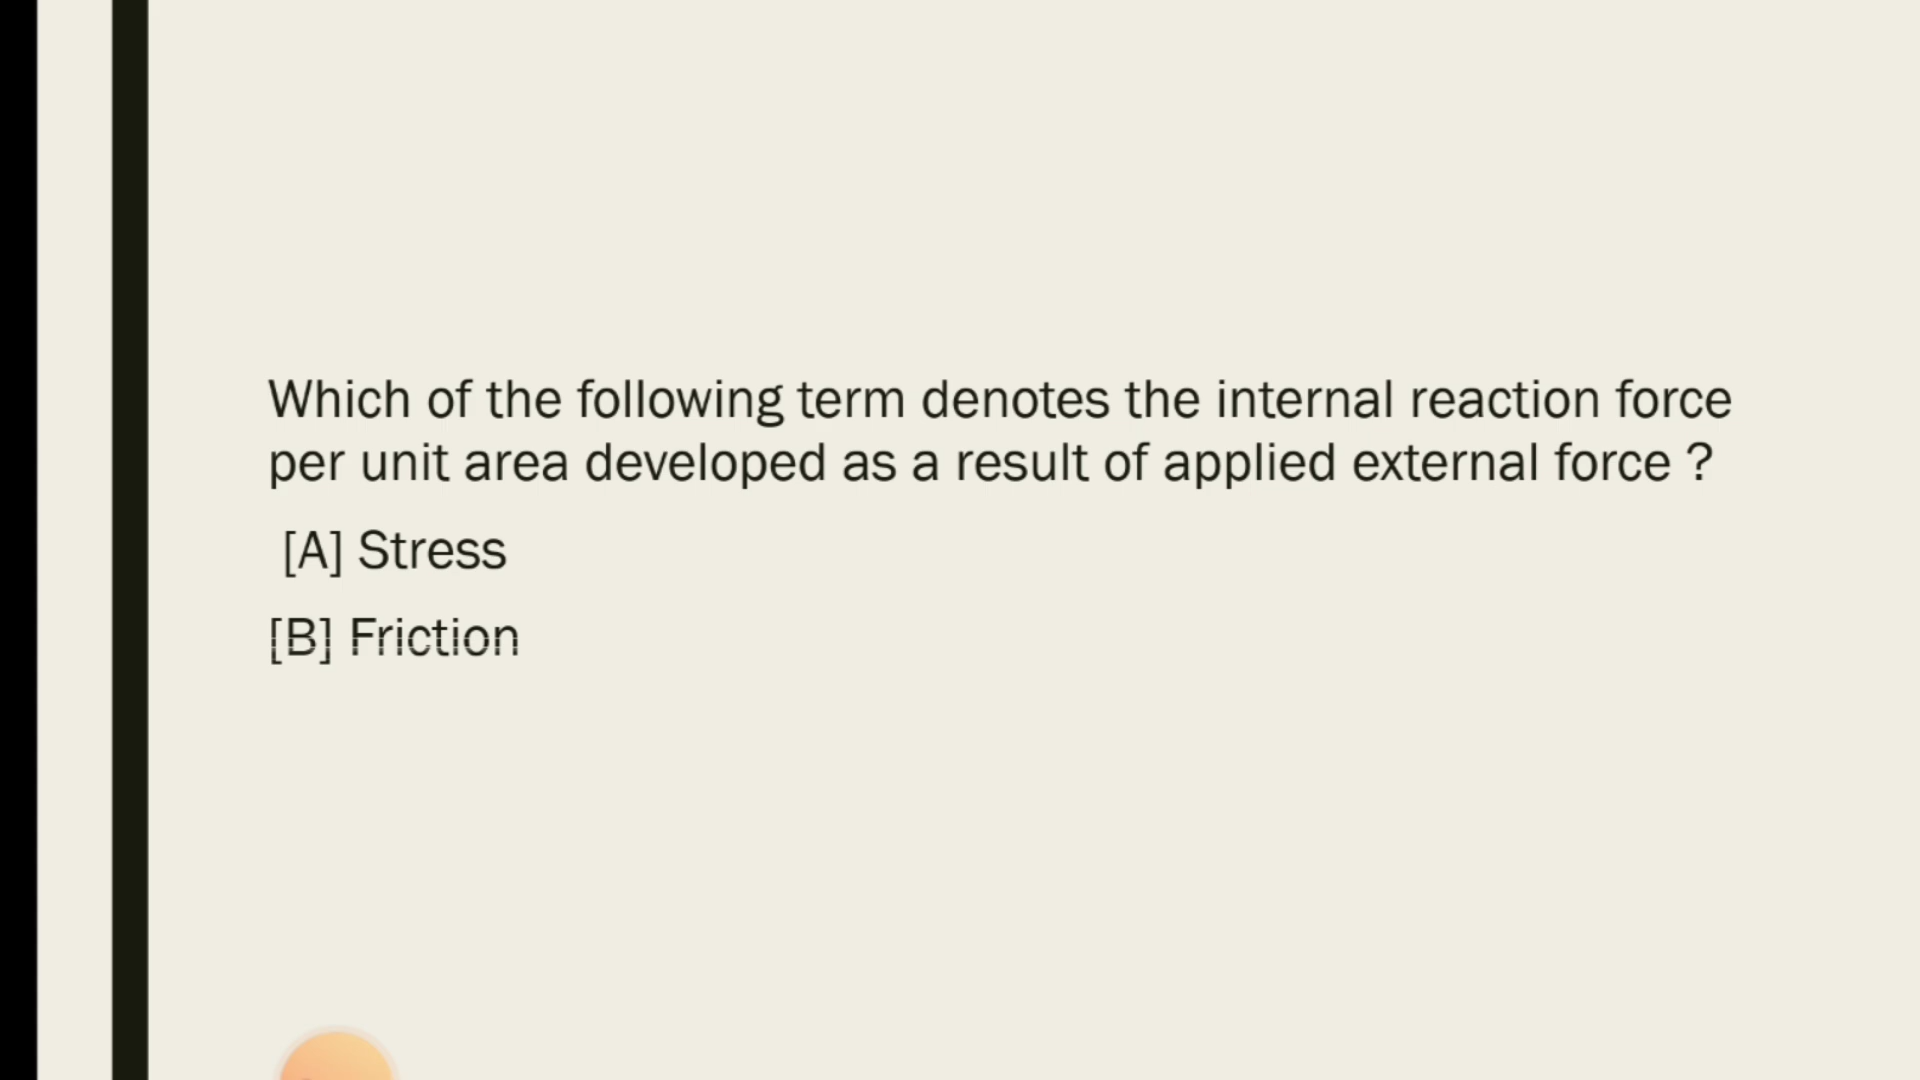 Which of the following term denotes the internal reaction force
per unit area developed as a result of applied external force ?
[A] Stress
[B] Friction